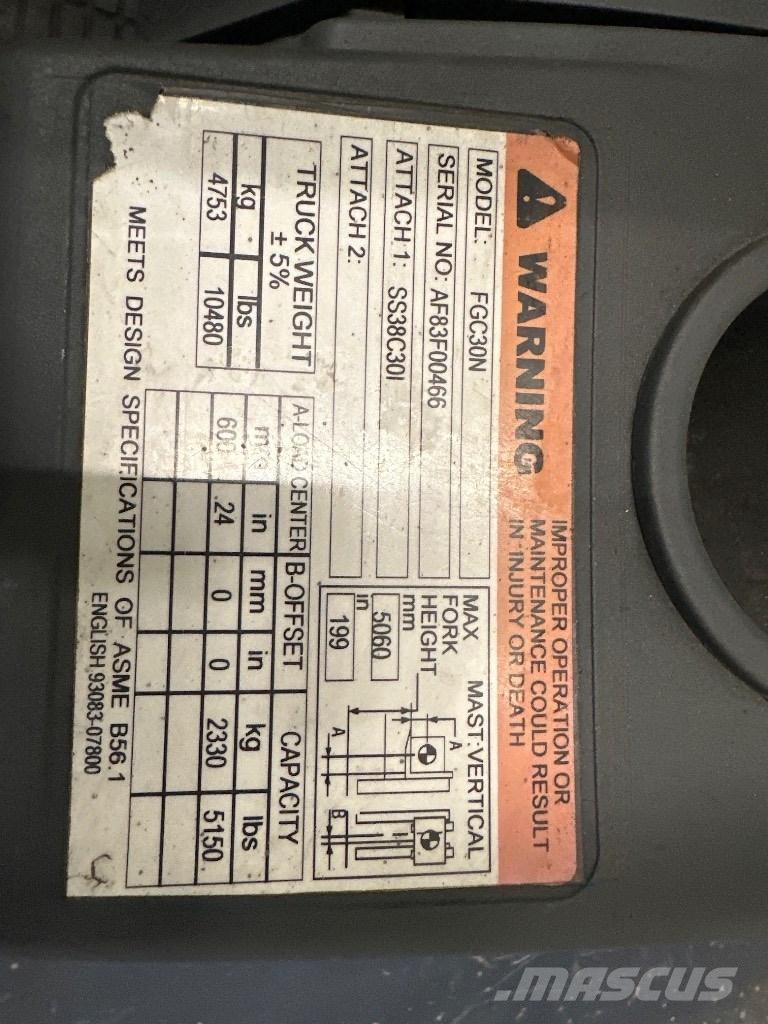 WARNING
IMPROPER OPERATION OR
MAINTENANCE COULD RESULT
IN INJURY OR DEATH
MODEL: FGC30N
SERIAL NO: AF83F00466
ATTACH 1: SS38C30I
ATTACH 2:
MAX
FORK
HEIGHT
mm
5060
in
199
MAST:VERTICAL
A
A
B
TRUCK WEIGHT
± 5%
kg lbs
4753 10480
A-LOAD CENTER B-OFFSET CAPACITY
mm in mm in kg lbs
600 24 0 0 2330 5150
MEETS DESIGN SPECIFICATIONS OF ASME B56.1
ENGLISH 93083-07800
MASCUS